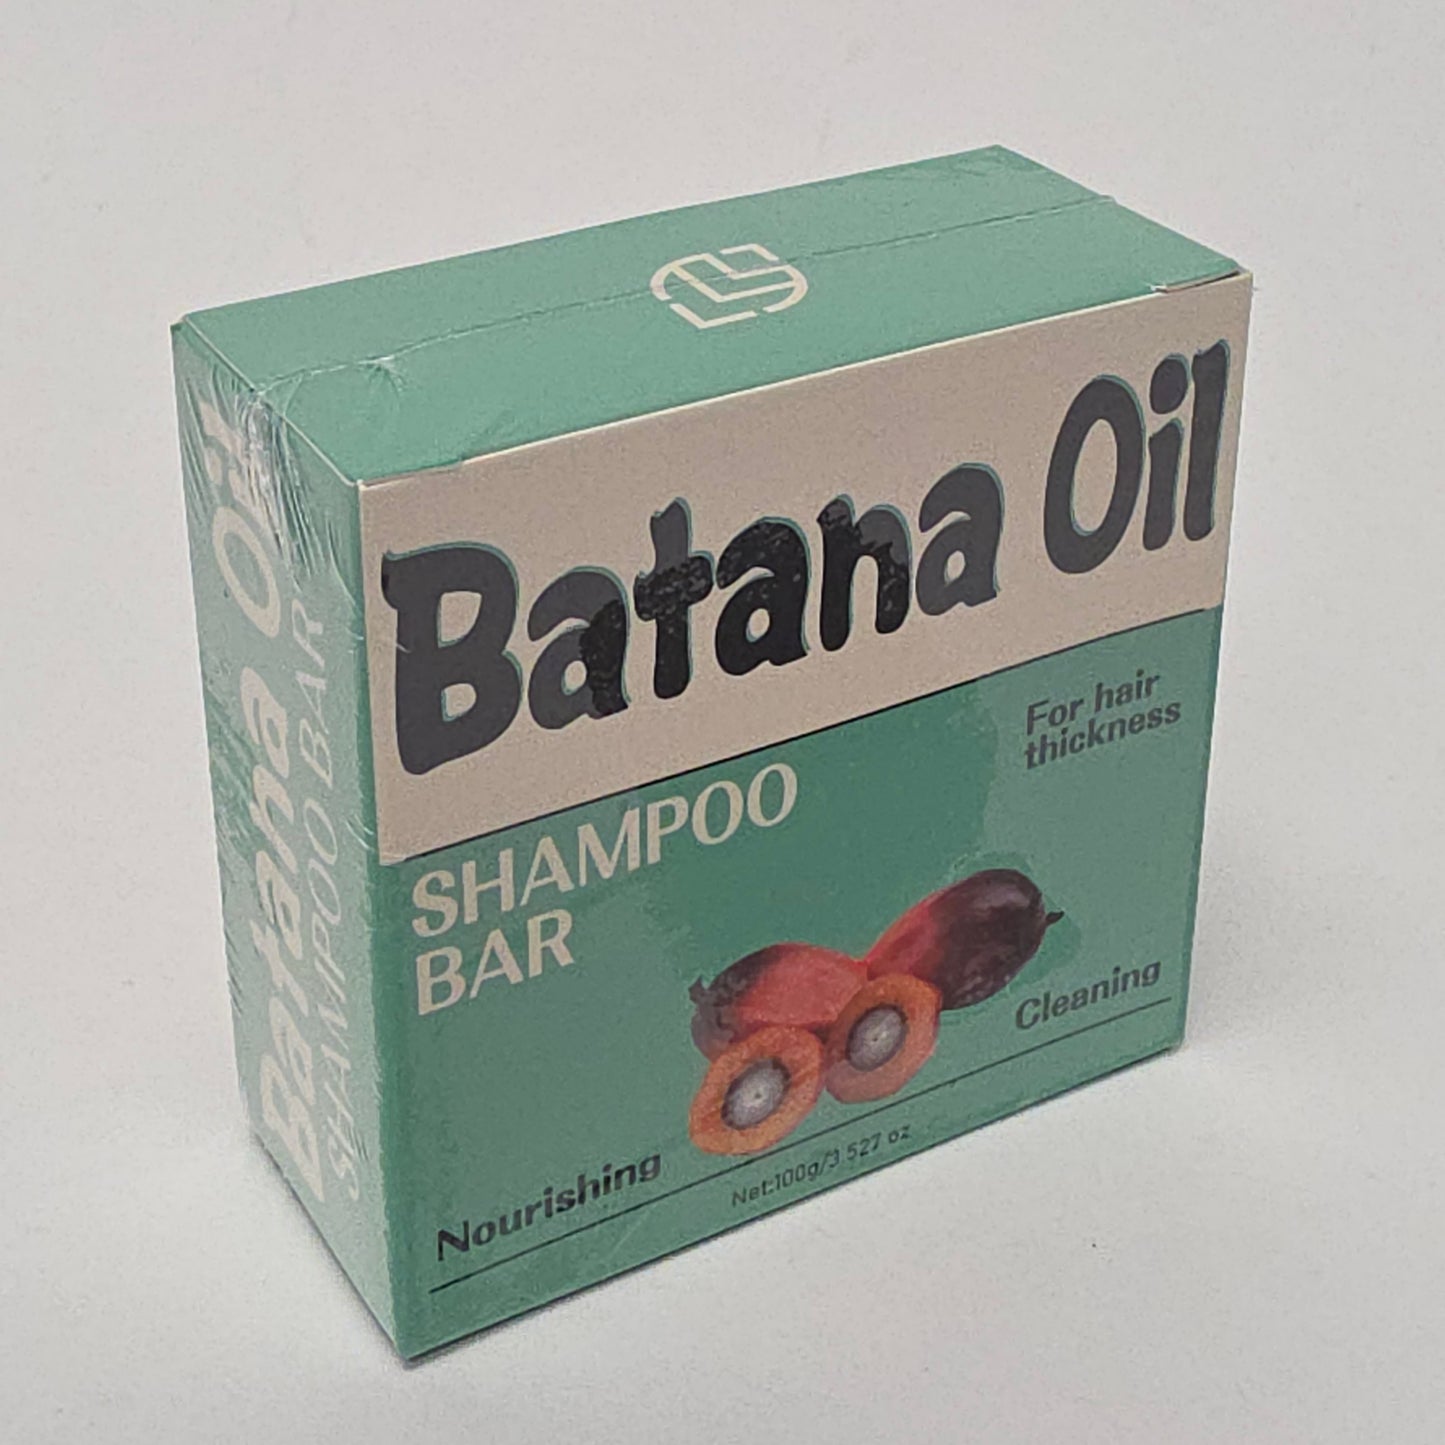 Batana Oil
For hair
thickness
SHAMPOO
BAR
Cleaning
Nourishing
Net:100g/3 527 oz
Batana Oil
SHAMPOO BAR